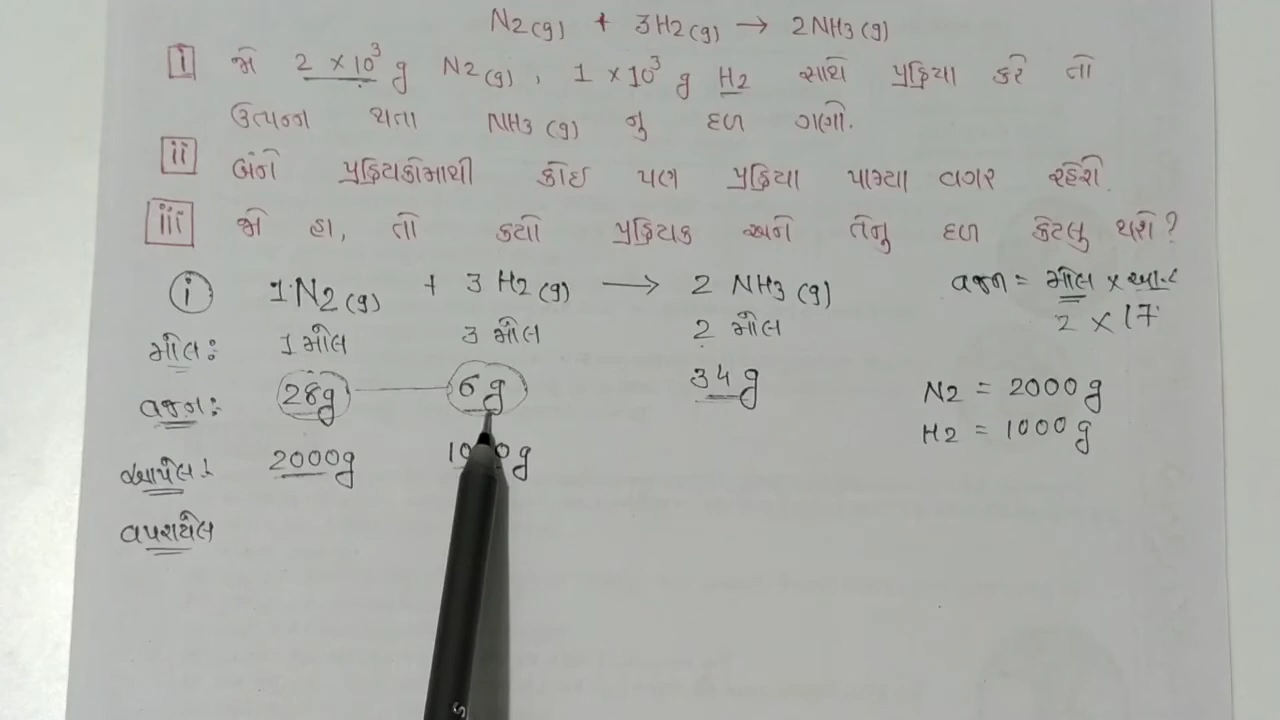 N2(g) + 3H2(g) → 2NH3(g)
i જો 2 × 10³ g N2(g), 1 × 10³ g H2 સાથે પ્રક્રિયા કરે તો
ઉત્પન્ન થતા NH3(g) નુ દળ ગણો.
ii બંને પ્રક્રિયકોમાથી કોઇ પણ પ્રક્રિયા પામ્યા વગર રહેશે.
iii જો હા, તો કયો પ્રક્રિયક અને તેનુ દળ કેટલુ થશે?
i 1·N2(g) + 3 H2(g) → 2 NH3(g) વજન = મોલ ×
મોલ: 1 મોલ 3 મોલ 2 મોલ 2 × 17
વજન: 28g 6g 34g N2 = 2000 g
H2 = 1000 g
આપેલ: 2000g g
વપરાયેલ